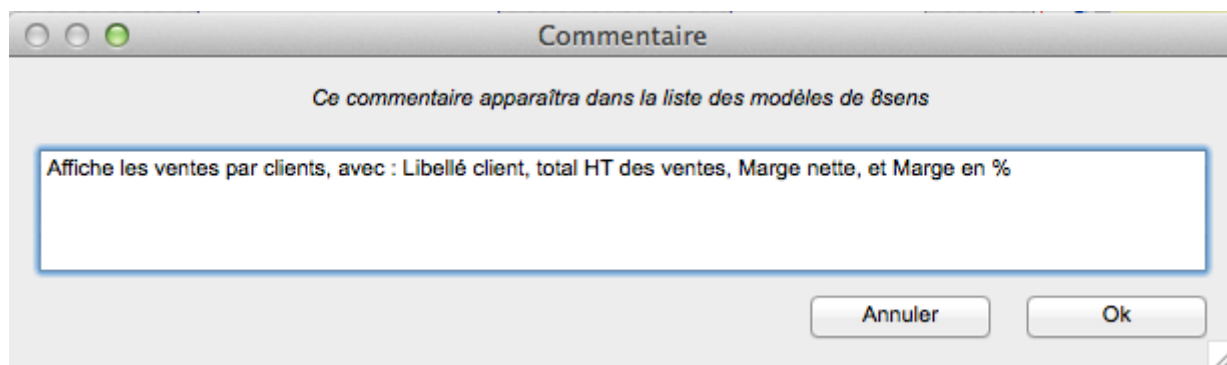 Commentaire
Ce commentaire apparaîtra dans la liste des modèles de 8sens
Affiche les ventes par clients, avec : Libellé client, total HT des ventes, Marge nette, et Marge en %
Annuler
Ok